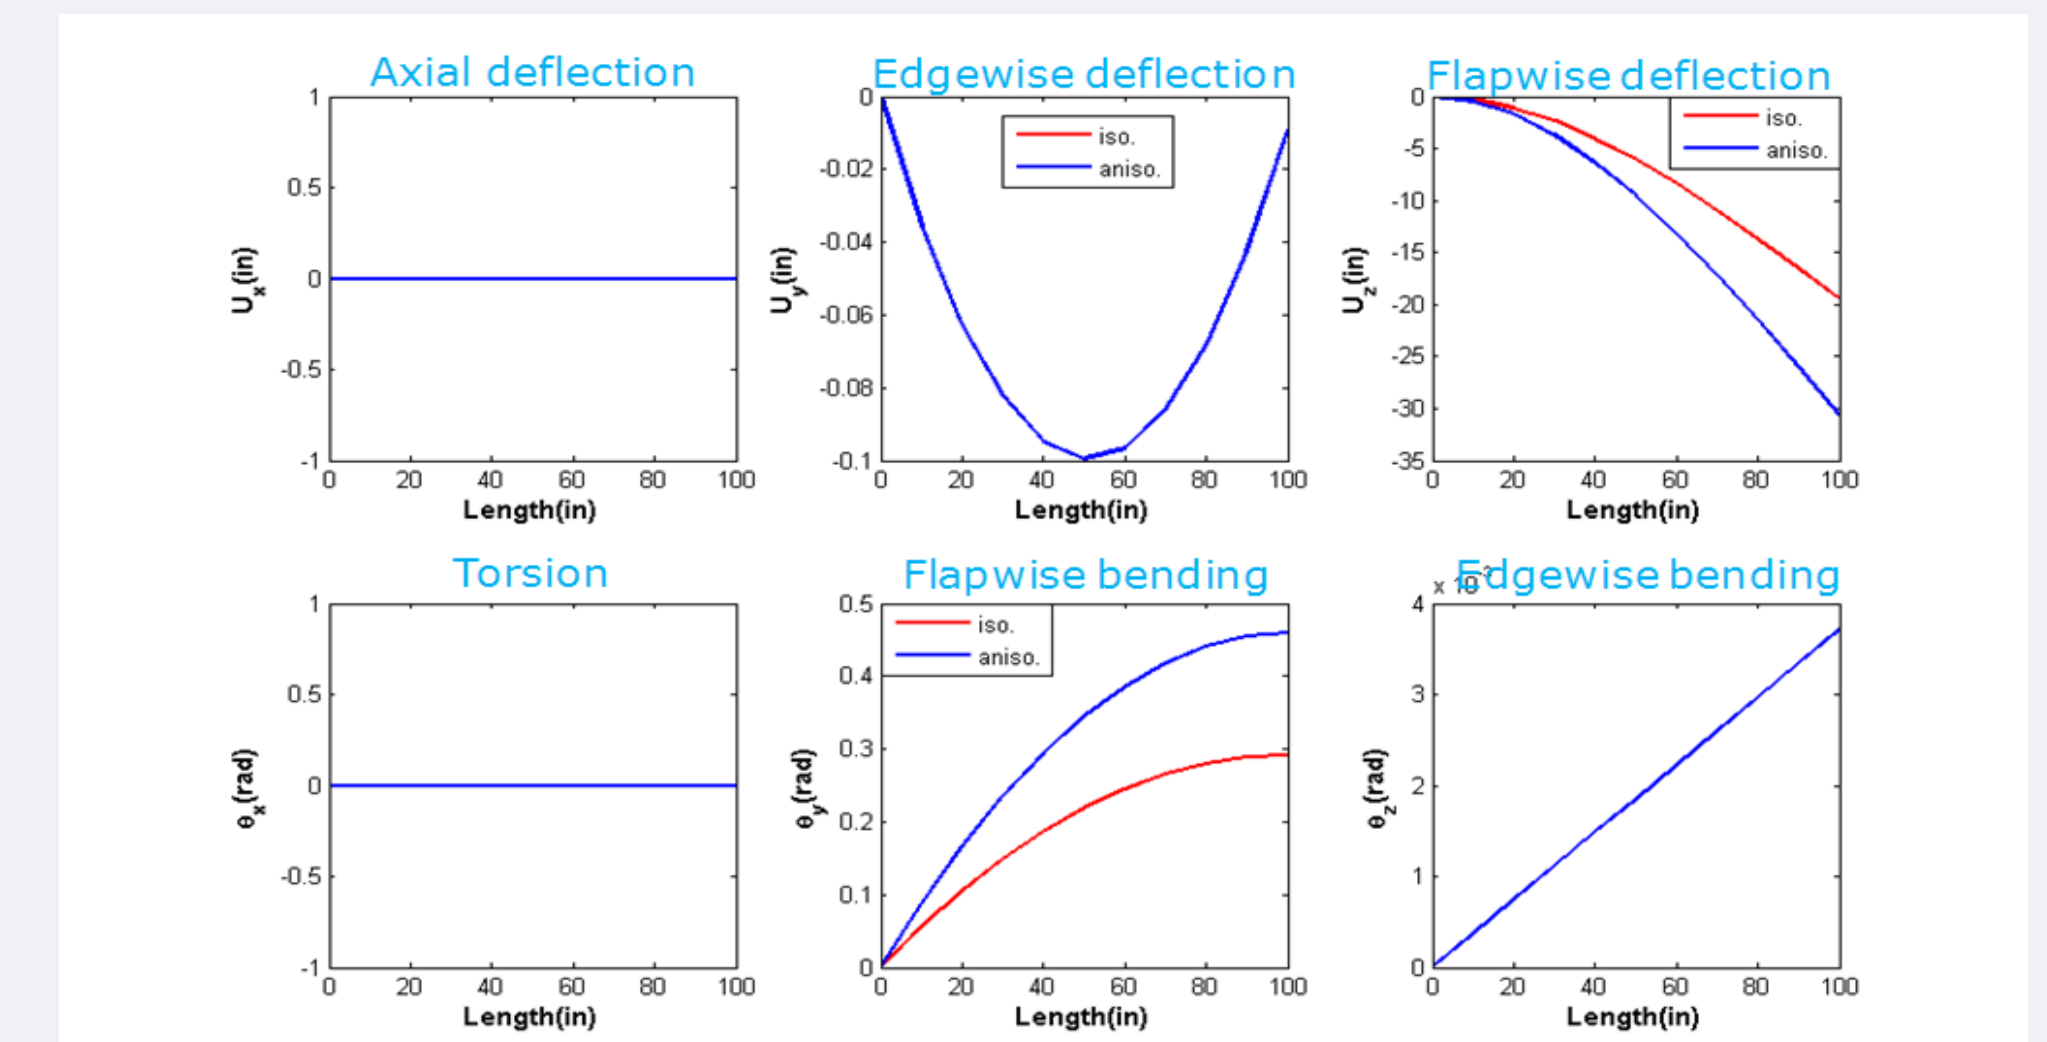 Axial deflection
1
0.5
0
-0.5
-1
Ux(in)
0 20 40 60 80 100
Length(in)
Edgewise deflection
0
-0.02
-0.04
-0.06
-0.08
-0.1
Uy(in)
iso.
aniso.
0 20 40 60 80 100
Length(in)
Flapwise deflection
0
-5
-10
-15
-20
-25
-30
-35
Uz(in)
iso.
aniso.
0 20 40 60 80 100
Length(in)
Torsion
1
0.5
0
-0.5
-1
θx(rad)
0 20 40 60 80 100
Length(in)
Flapwise bending
0.5
0.4
0.3
0.2
0.1
0
θy(rad)
iso.
aniso.
0 20 40 60 80 100
Length(in)
Edgewise bending
x 10-3
4
3
2
1
0
θz(rad)
0 20 40 60 80 100
Length(in)